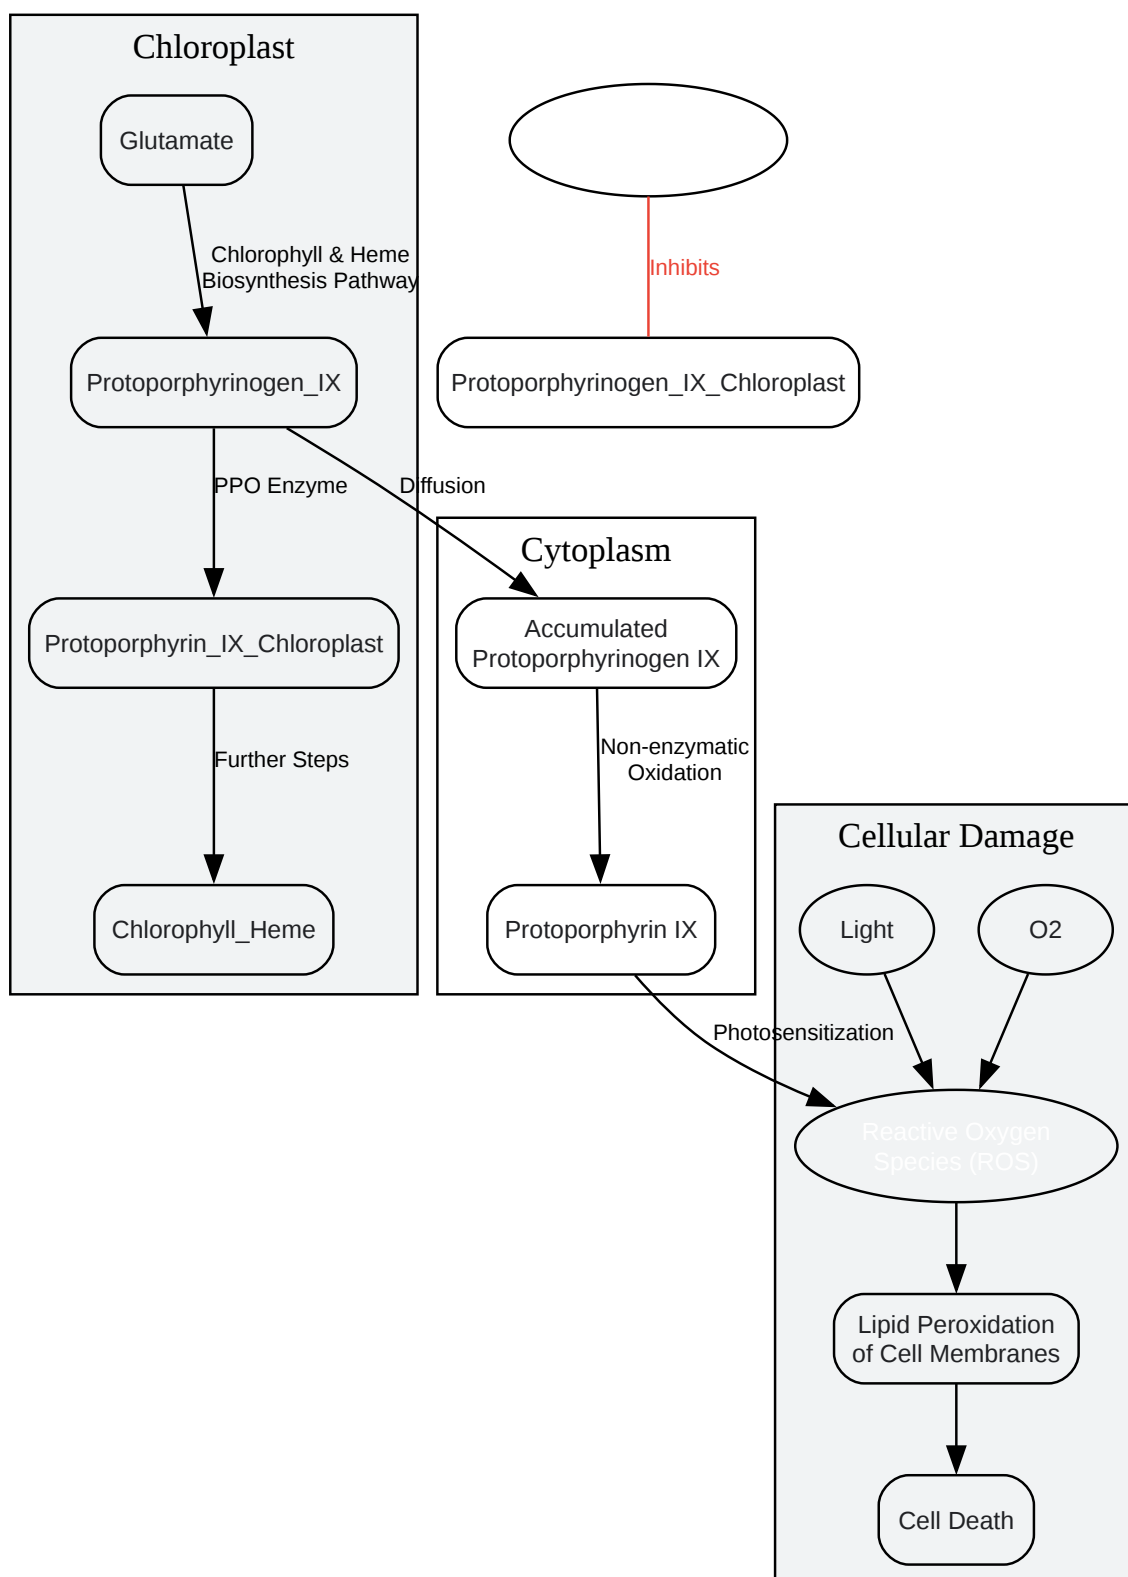 Chloroplast
Glutamate
Chlorophyll & Heme
Biosynthesis Pathway
Inhibits
Protoporphyrinogen_IX
Protoporphyrinogen_IX_Chloroplast
PPO Enzyme
Diffusion
Cytoplasm
Protoporphyrin_IX_Chloroplast
Accumulated
Protoporphyrinogen IX
Further Steps
Non-enzymatic
Oxidation
Cellular Damage
Chlorophyll_Heme
Protoporphyrin IX
Light
O2
Photosensitization
Reactive Oxygen
Species (ROS)
Lipid Peroxidation
of Cell Membranes
Cell Death